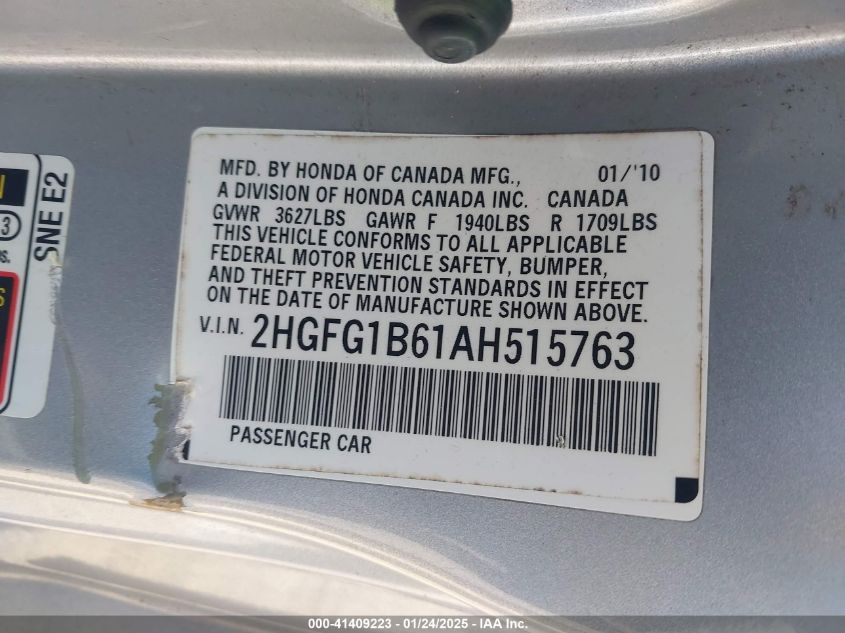 MFD. BY HONDA OF CANADA MFG., 01/'10
A DIVISION OF HONDA CANADA INC. CANADA
GVWR 3627LBS GAWR F 1940LBS R 1709LBS
THIS VEHICLE CONFORMS TO ALL APPLICABLE
FEDERAL MOTOR VEHICLE SAFETY, BUMPER,
AND THEFT PREVENTION STANDARDS IN EFFECT
ON THE DATE OF MANUFACTURE SHOWN ABOVE.
V.I.N. 2HGFG1B61AH515763
PASSENGER CAR
SNE E2
3
000-41409223 - 01/24/2025 - IAA Inc.